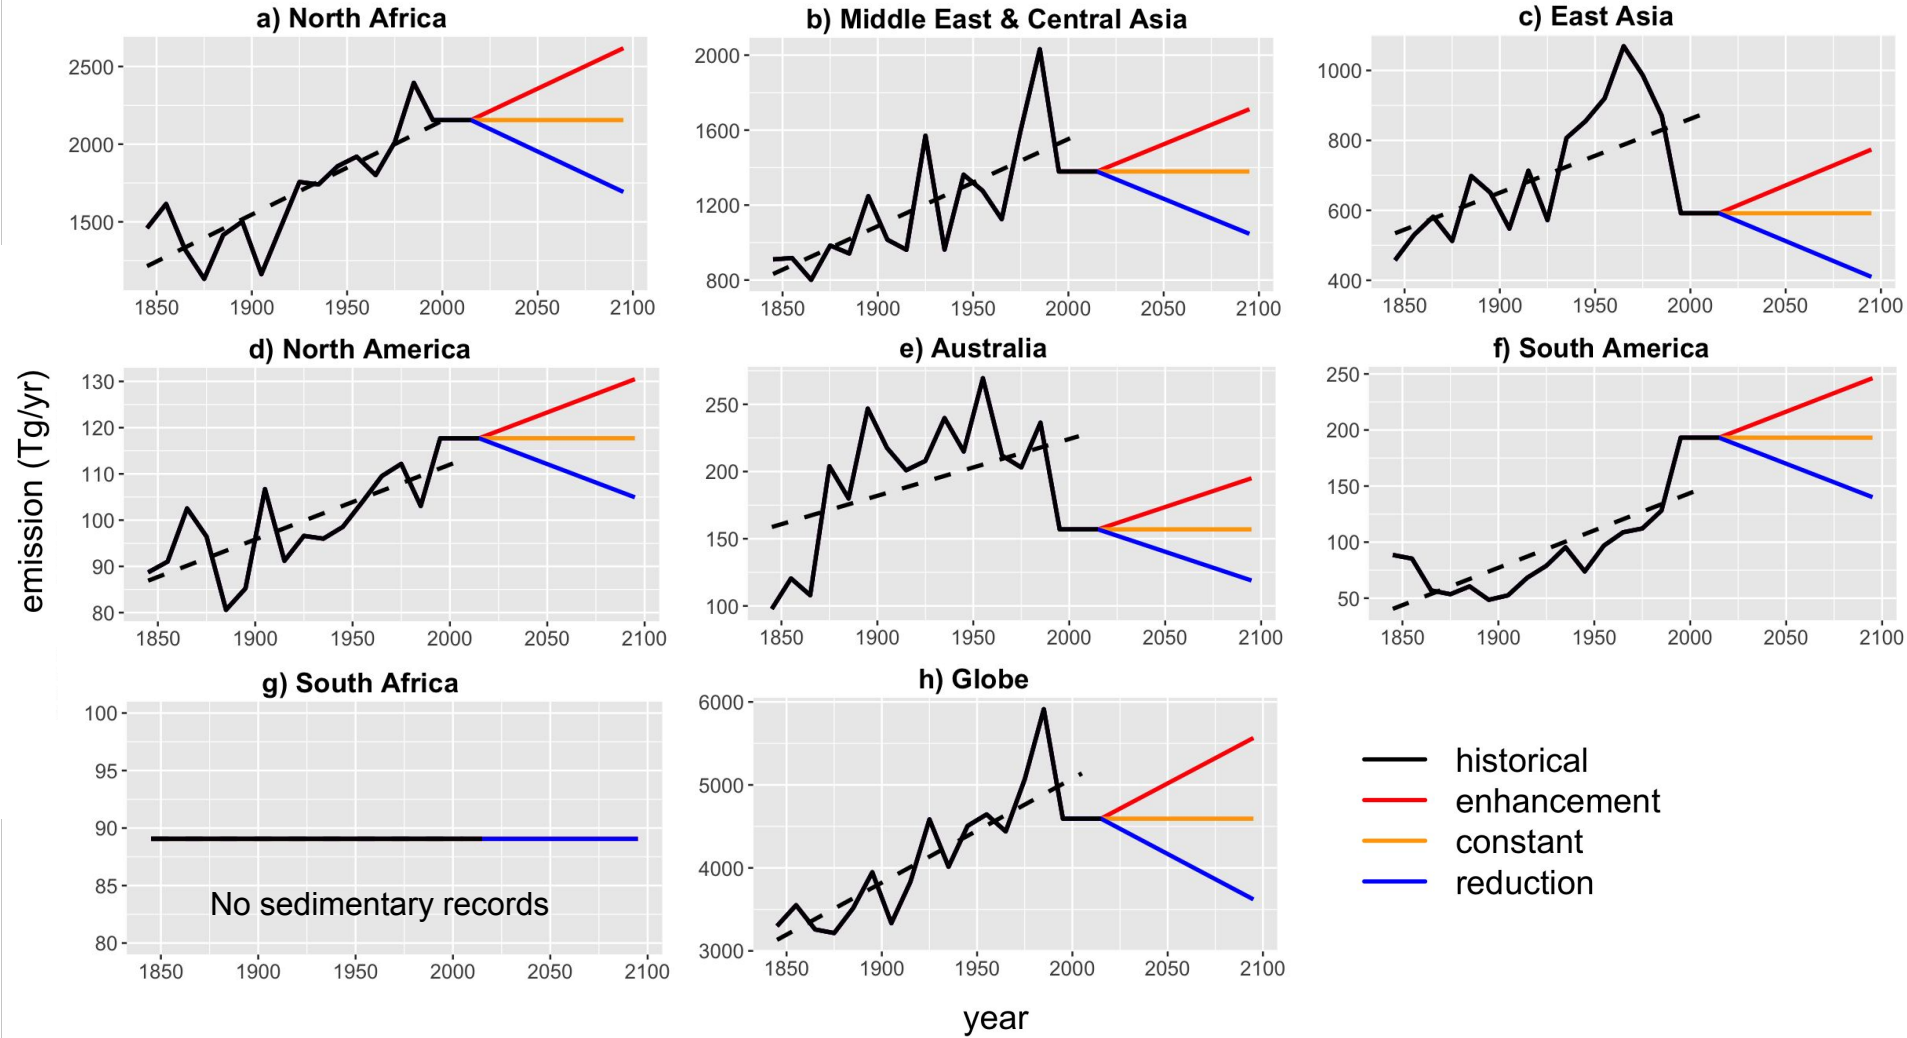 a) North Africa
2500
2000
1500
1850 1900 1950 2000 2050 2100
b) Middle East & Central Asia
2000
1600
1200
800
1850 1900 1950 2000 2050 2100
c) East Asia
1000
800
600
400
1850 1900 1950 2000 2050 2100
emission (Tg/yr)
d) North America
130
120
110
100
90
80
1850 1900 1950 2000 2050 2100
e) Australia
250
200
150
100
1850 1900 1950 2000 2050 2100
f) South America
250
200
150
100
50
1850 1900 1950 2000 2050 2100
g) South Africa
100
95
90
85
80
No sedimentary records
1850 1900 1950 2000 2050 2100
h) Globe
6000
5000
4000
3000
1850 1900 1950 2000 2050 2100
historical
enhancement
constant
reduction
year